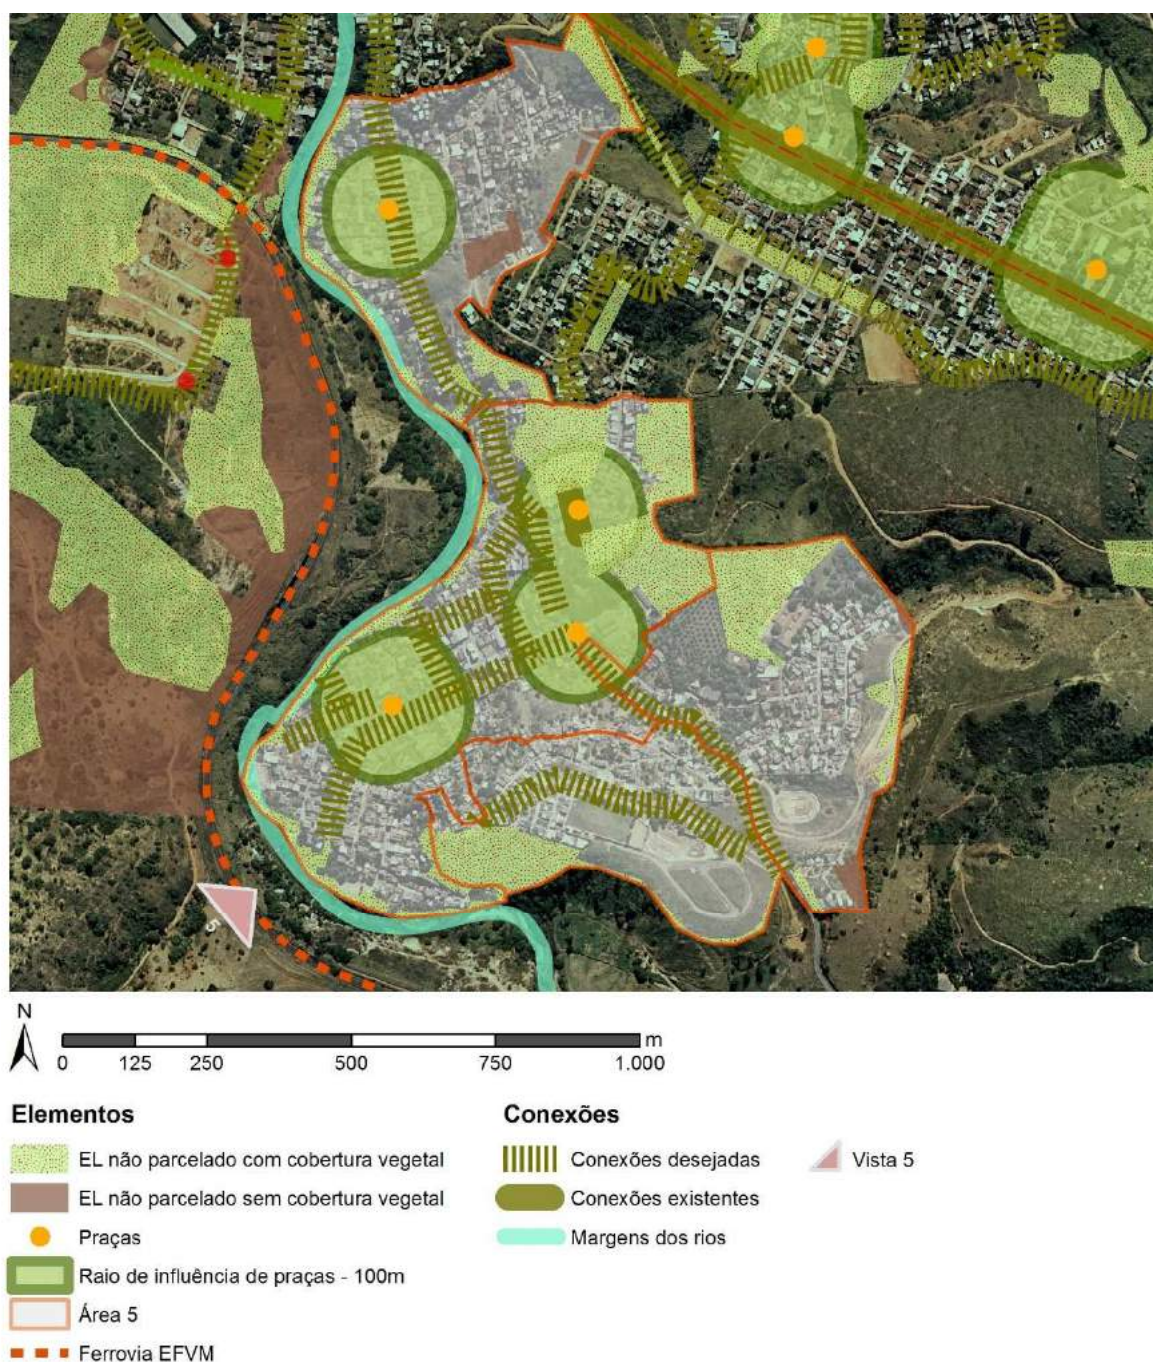 5
N
m
0 125 250 500 750 1.000
Elementos
EL não parcelado com cobertura vegetal
EL não parcelado sem cobertura vegetal
Praças
Raio de influência de praças - 100m
Área 5
Ferrovia EFVM
Conexões
Conexões desejadas
Conexões existentes
Margens dos rios
Vista 5